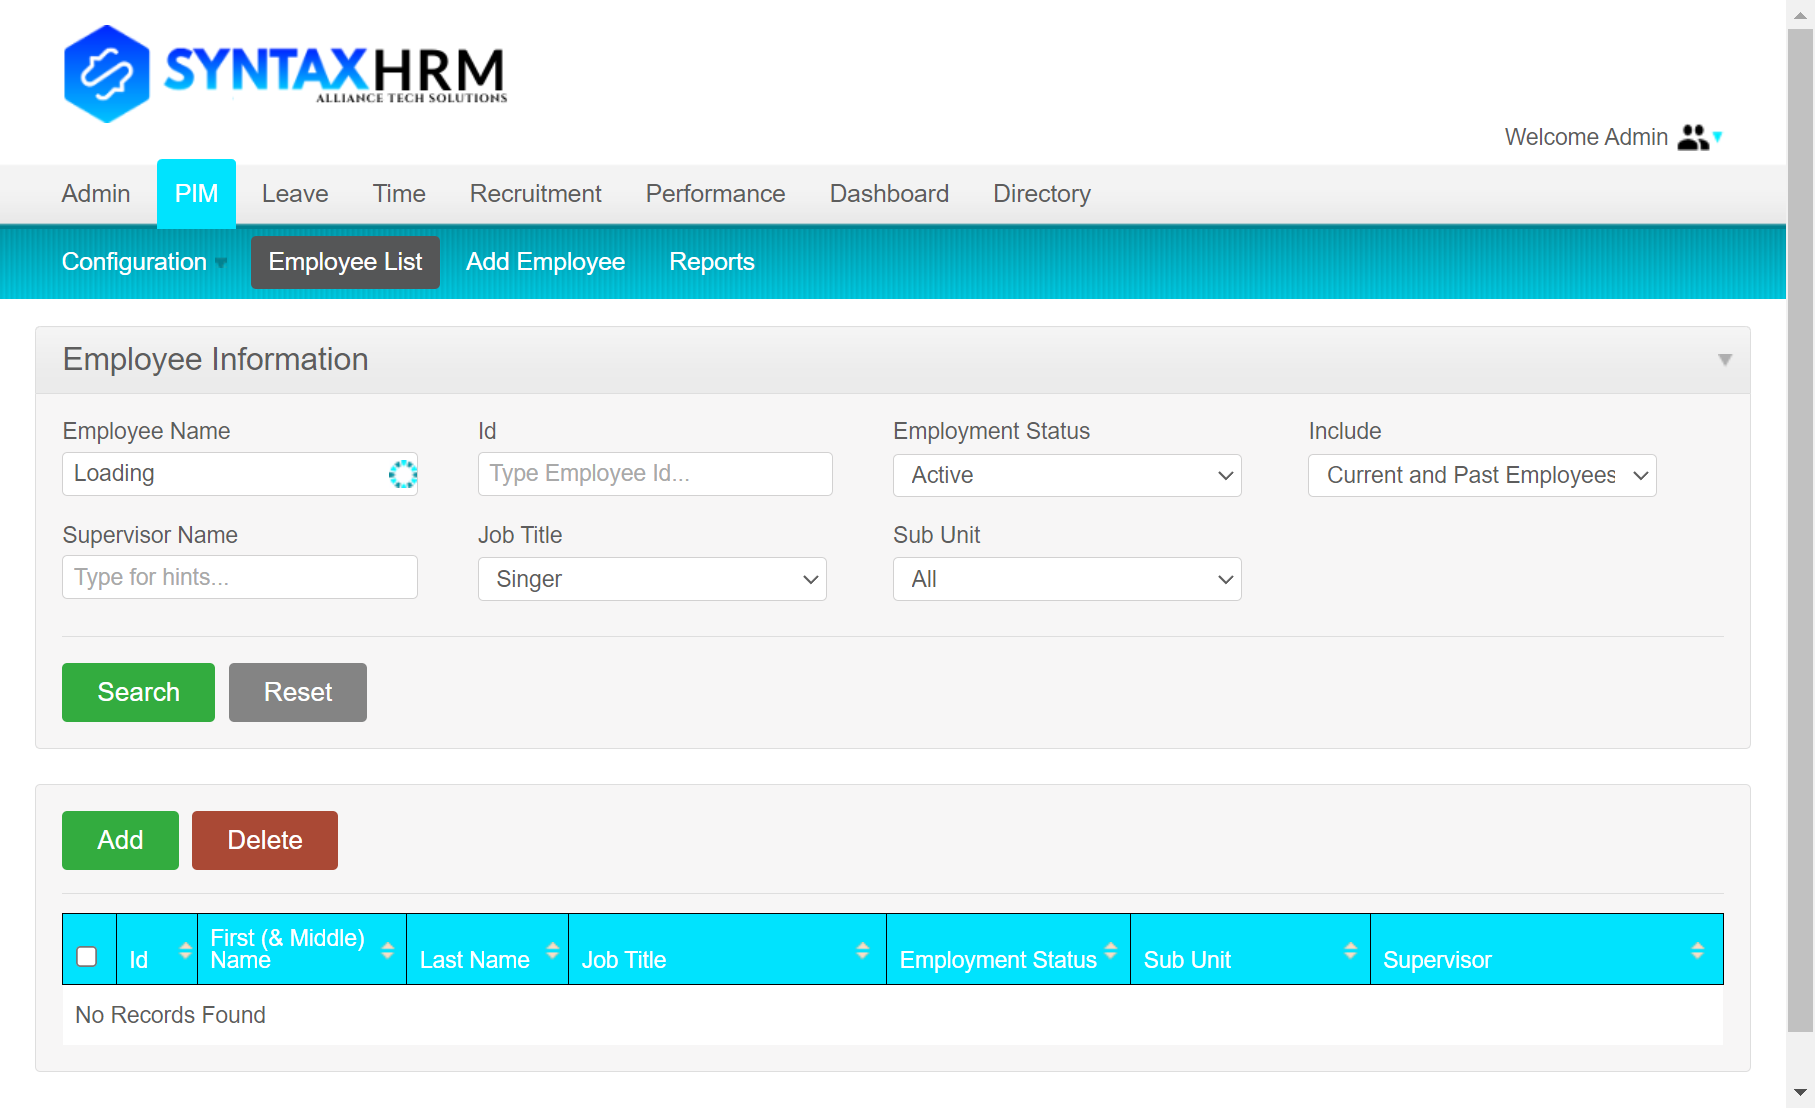 SYNTAXHRM
ALLIANCE TECH SOLUTIONS
Welcome Admin
Admin PIM Leave Time Recruitment Performance Dashboard Directory
Configuration Employee List Add Employee Reports
Employee Information
Employee Name Id Employment Status Include
Loading Type Employee Id... Active Current and Past Employees
Supervisor Name Job Title Sub Unit
Type for hints... Singer All
Search Reset
Add Delete
Id First (& Middle) Name Last Name Job Title Employment Status Sub Unit Supervisor
No Records Found